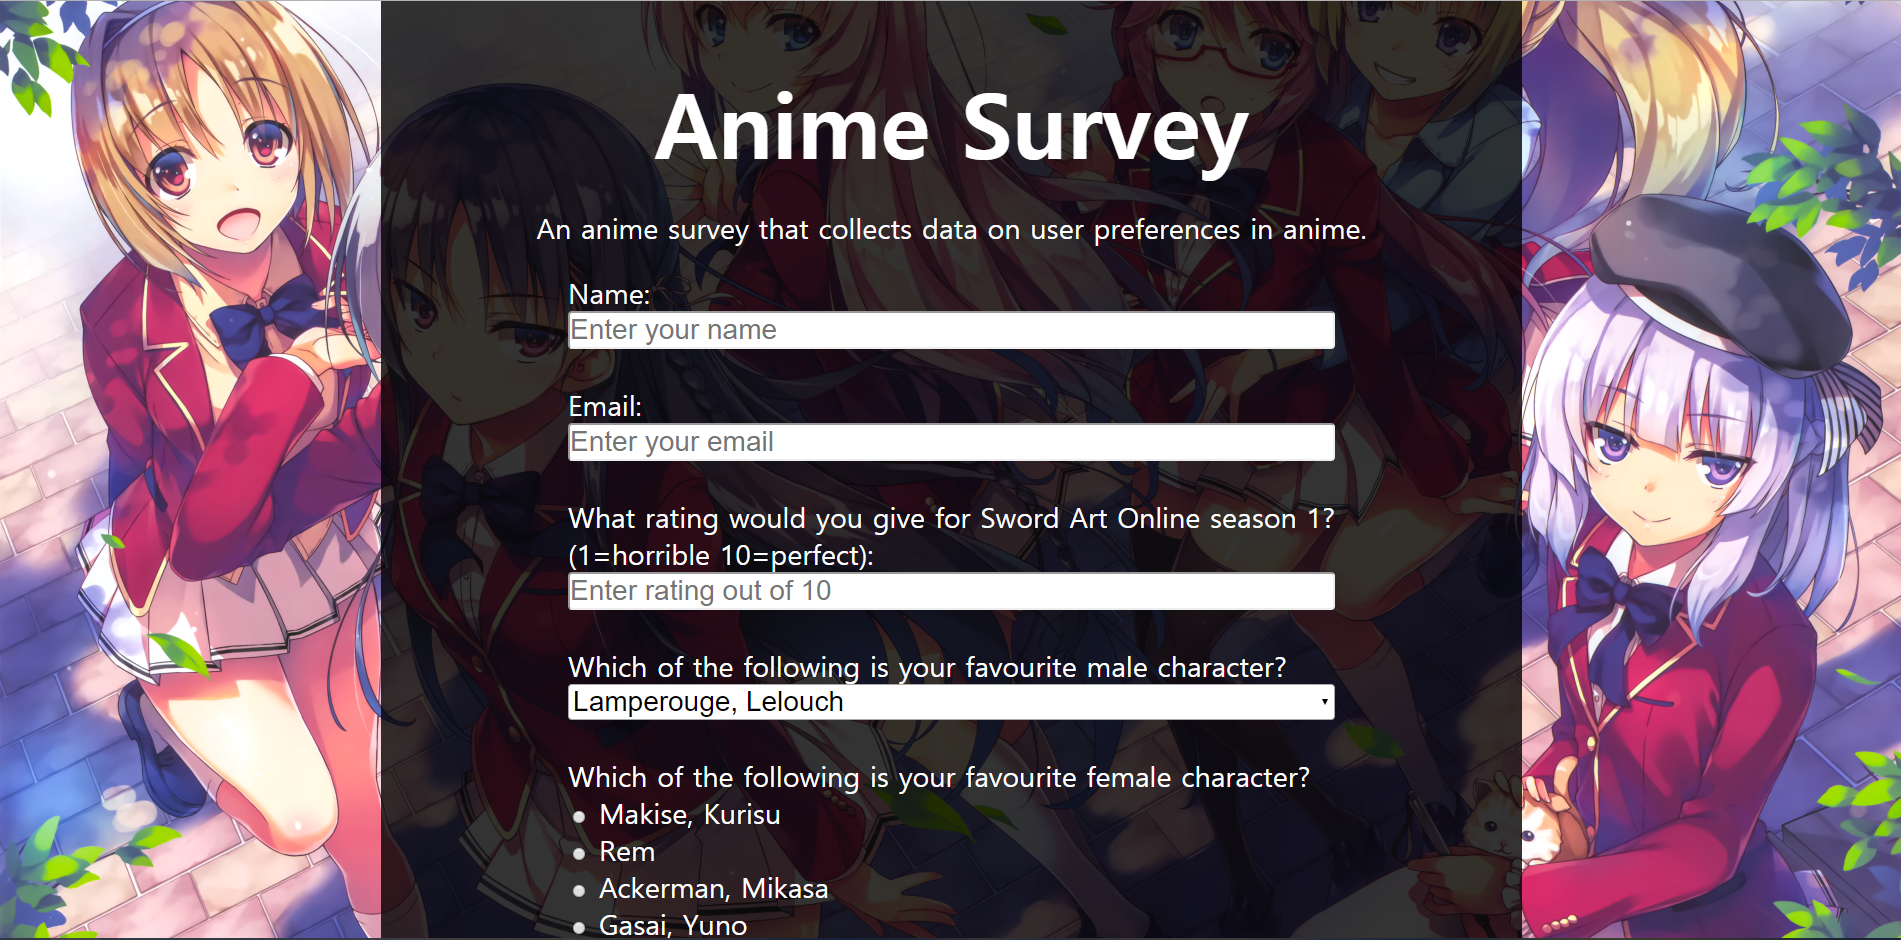 Anime Survey
An anime survey that collects data on user preferences in anime.
Name:
Enter your name
Email:
Enter your email
What rating would you give for Sword Art Online season 1?
(1=horrible 10=perfect):
Enter rating out of 10
Which of the following is your favourite male character?
Lamperouge, Lelouch
Which of the following is your favourite female character?
Makise, Kurisu
Rem
Ackerman, Mikasa
Gasai, Yuno